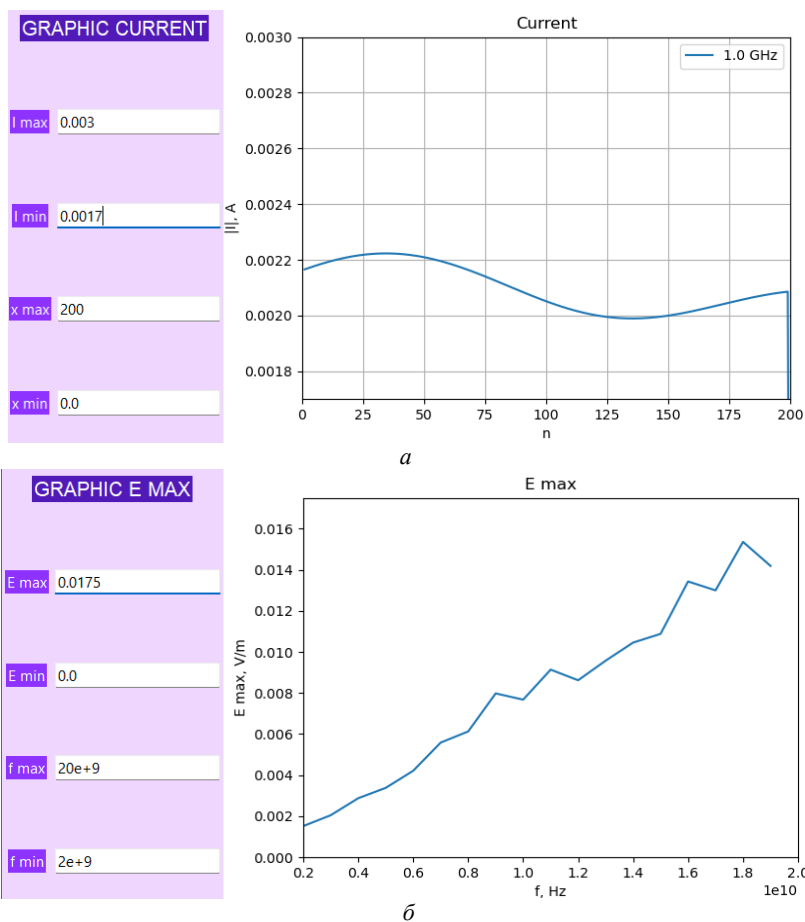 GRAPHIC CURRENT
I max 0.003
I min 0.0017
x max 200
x min 0.0
Current
1.0 GHz
|I|, A
0.0030
0.0028
0.0026
0.0024
0.0022
0.0020
0.0018
0 25 50 75 100 125 150 175 200
n
а
GRAPHIC E MAX
E max 0.0175
E min 0.0
f max 20e+9
f min 2e+9
E max
E max, V/m
0.016
0.014
0.012
0.010
0.008
0.006
0.004
0.002
0.000
0.2 0.4 0.6 0.8 1.0 1.2 1.4 1.6 1.8 2.0
f, Hz
1e10
б